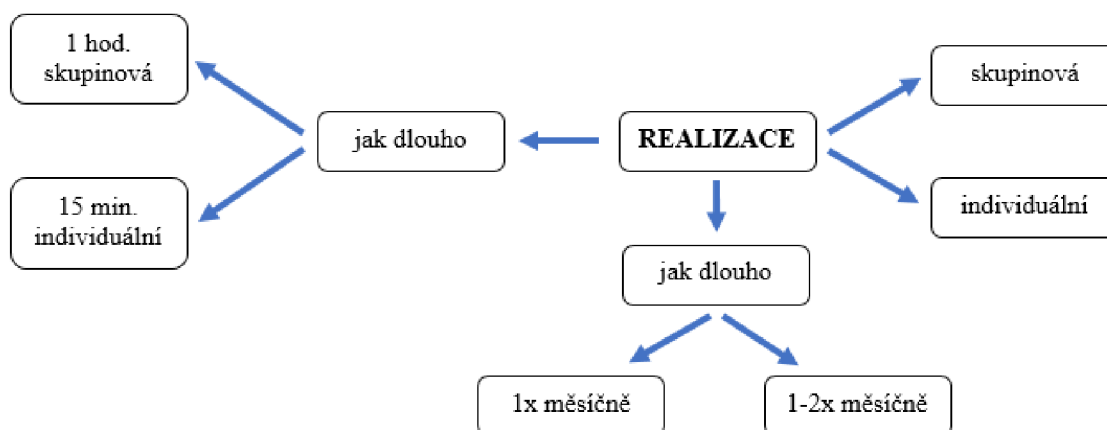 1 hod.
skupinová
skupinová
jak dlouho
REALIZACE
15 min.
individuální
individuální
jak dlouho
1x měsíčně
1-2x měsíčně